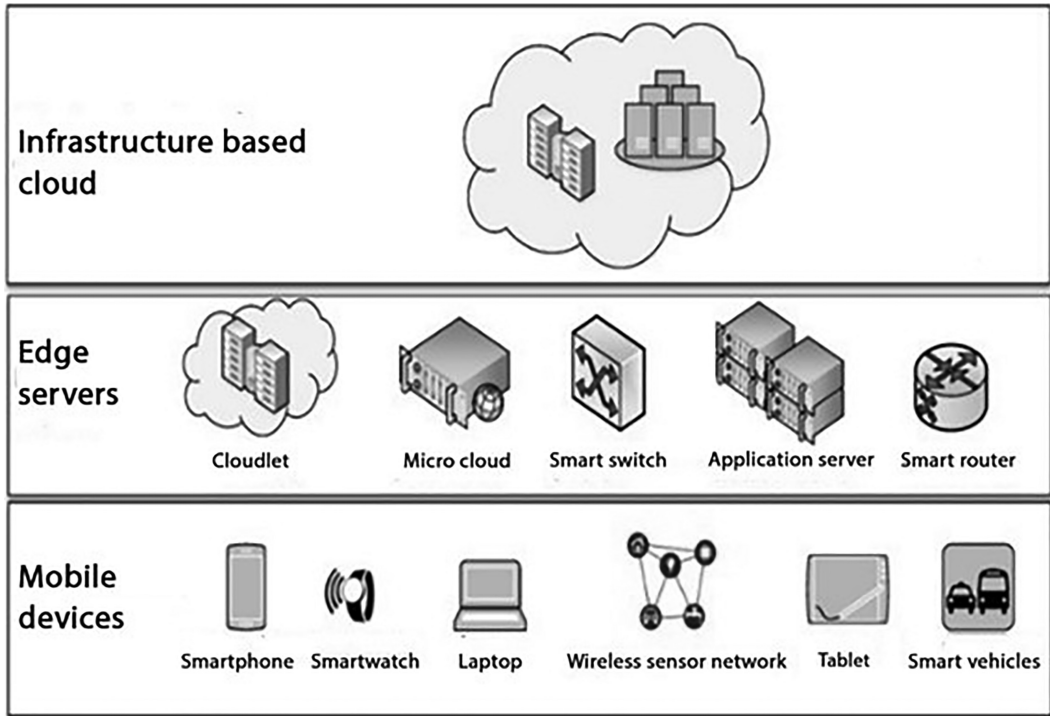 Infrastructure based
cloud
Edge
servers
Cloudlet
Micro cloud
Smart switch
Application server
Smart router
Mobile
devices
Smartphone
Smartwatch
Laptop
Wireless sensor network
Tablet
Smart vehicles